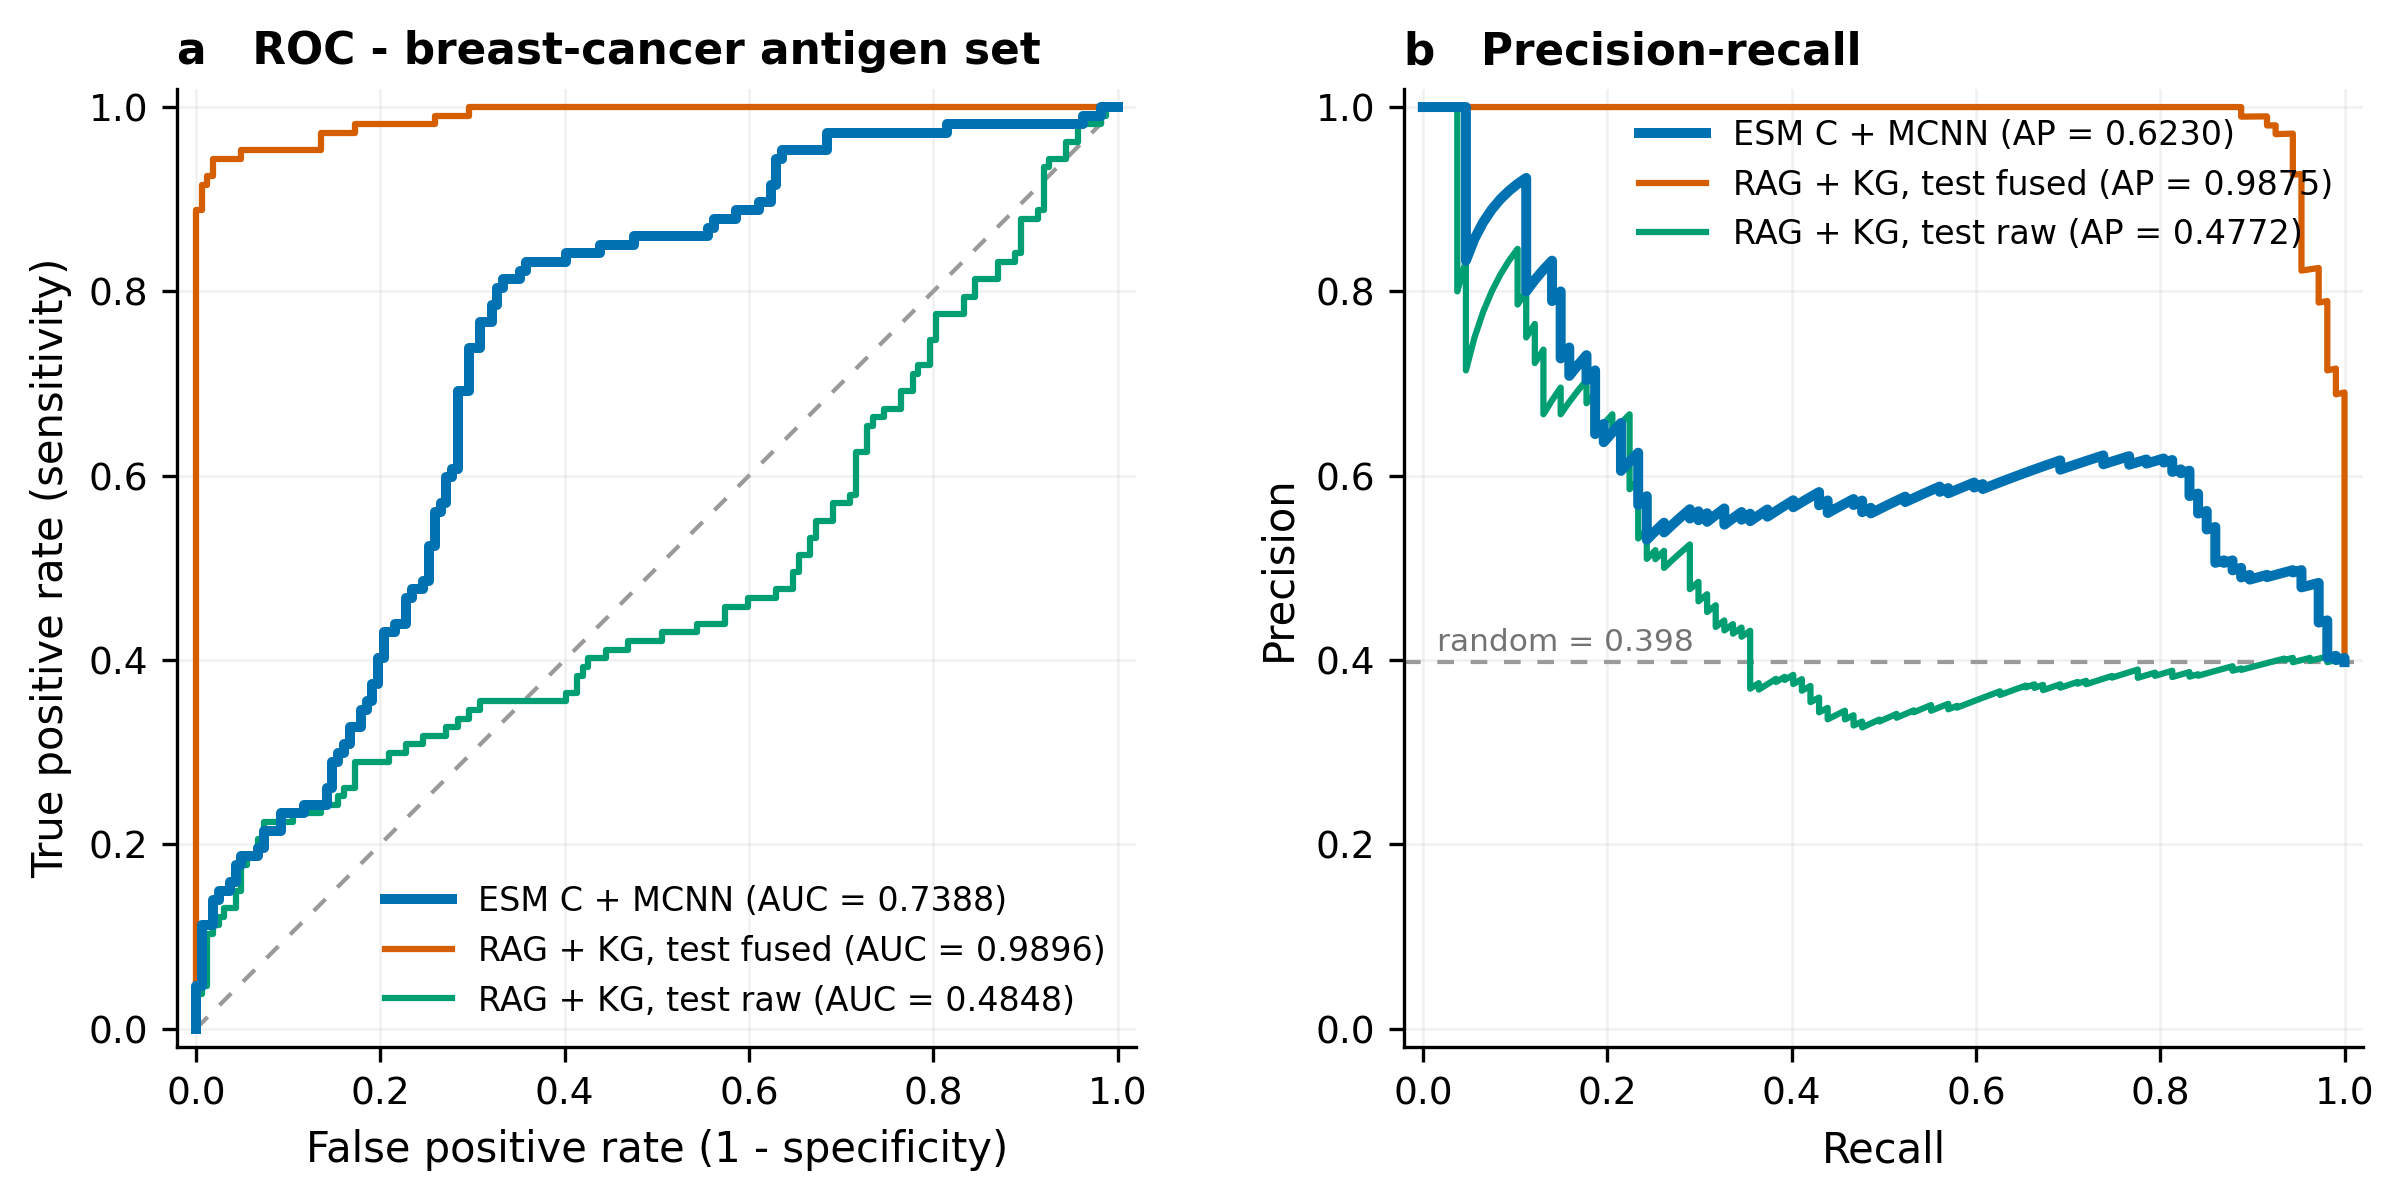 a ROC - breast-cancer antigen set
True positive rate (sensitivity)
1.0
0.8
0.6
0.4
0.2
0.0
ESM C + MCNN (AUC = 0.7388)
RAG + KG, test fused (AUC = 0.9896)
RAG + KG, test raw (AUC = 0.4848)
0.0 0.2 0.4 0.6 0.8 1.0
False positive rate (1 - specificity)
b Precision-recall
Precision
1.0
0.8
0.6
0.4
0.2
0.0
ESM C + MCNN (AP = 0.6230)
RAG + KG, test fused (AP = 0.9875)
RAG + KG, test raw (AP = 0.4772)
random = 0.398
0.0 0.2 0.4 0.6 0.8 1.0
Recall